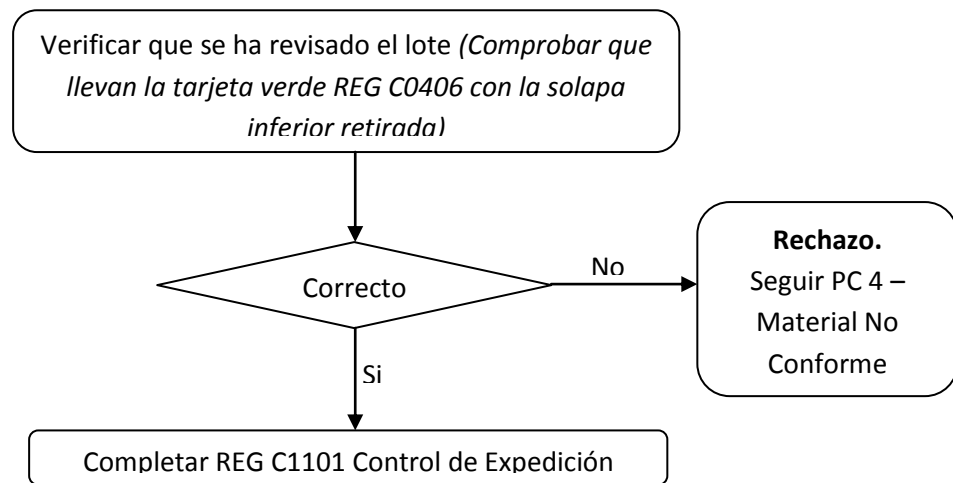 Verificar que se ha revisado el lote (Comprobar que
llevan la tarjeta verde REG C0406 con la solapa
inferior retirada)
Correcto
No
Rechazo.
Seguir PC 4 –
Material No
Conforme
Si
Completar REG C1101 Control de Expedición